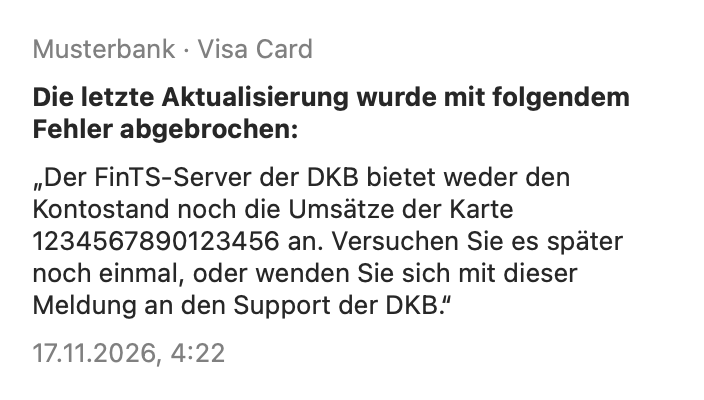 Musterbank · Visa Card
Die letzte Aktualisierung wurde mit folgendem
Fehler abgebrochen:
„Der FinTS-Server der DKB bietet weder den
Kontostand noch die Umsätze der Karte
1234567890123456 an. Versuchen Sie es später
noch einmal, oder wenden Sie sich mit dieser
Meldung an den Support der DKB.“
17.11.2026, 4:22